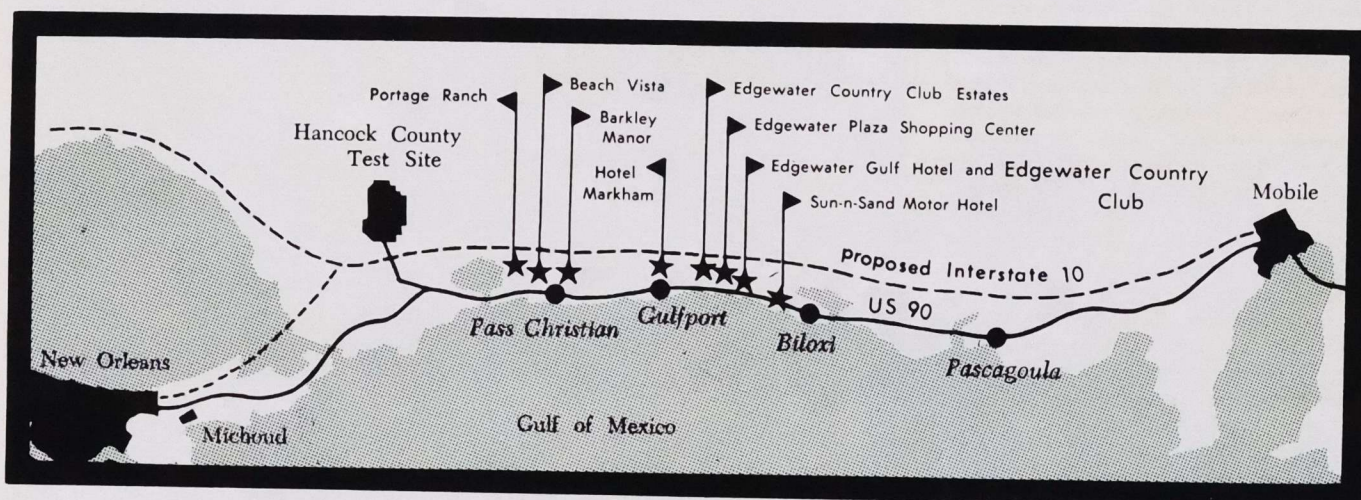 Portage Ranch
Beach Vista
Barkley
Manor
Hancock County
Test Site
Hotel
Markham
Edgewater Country Club Estates
Edgewater Plaza Shopping Center
Edgewater Gulf Hotel and Edgewater Country
Club
Sun-n-Sand Motor Hotel
Mobile
proposed Interstate 10
US 90
Pass Christian
Gulfport
Biloxi
Pascagoula
New Orleans
Michoud
Gulf of Mexico